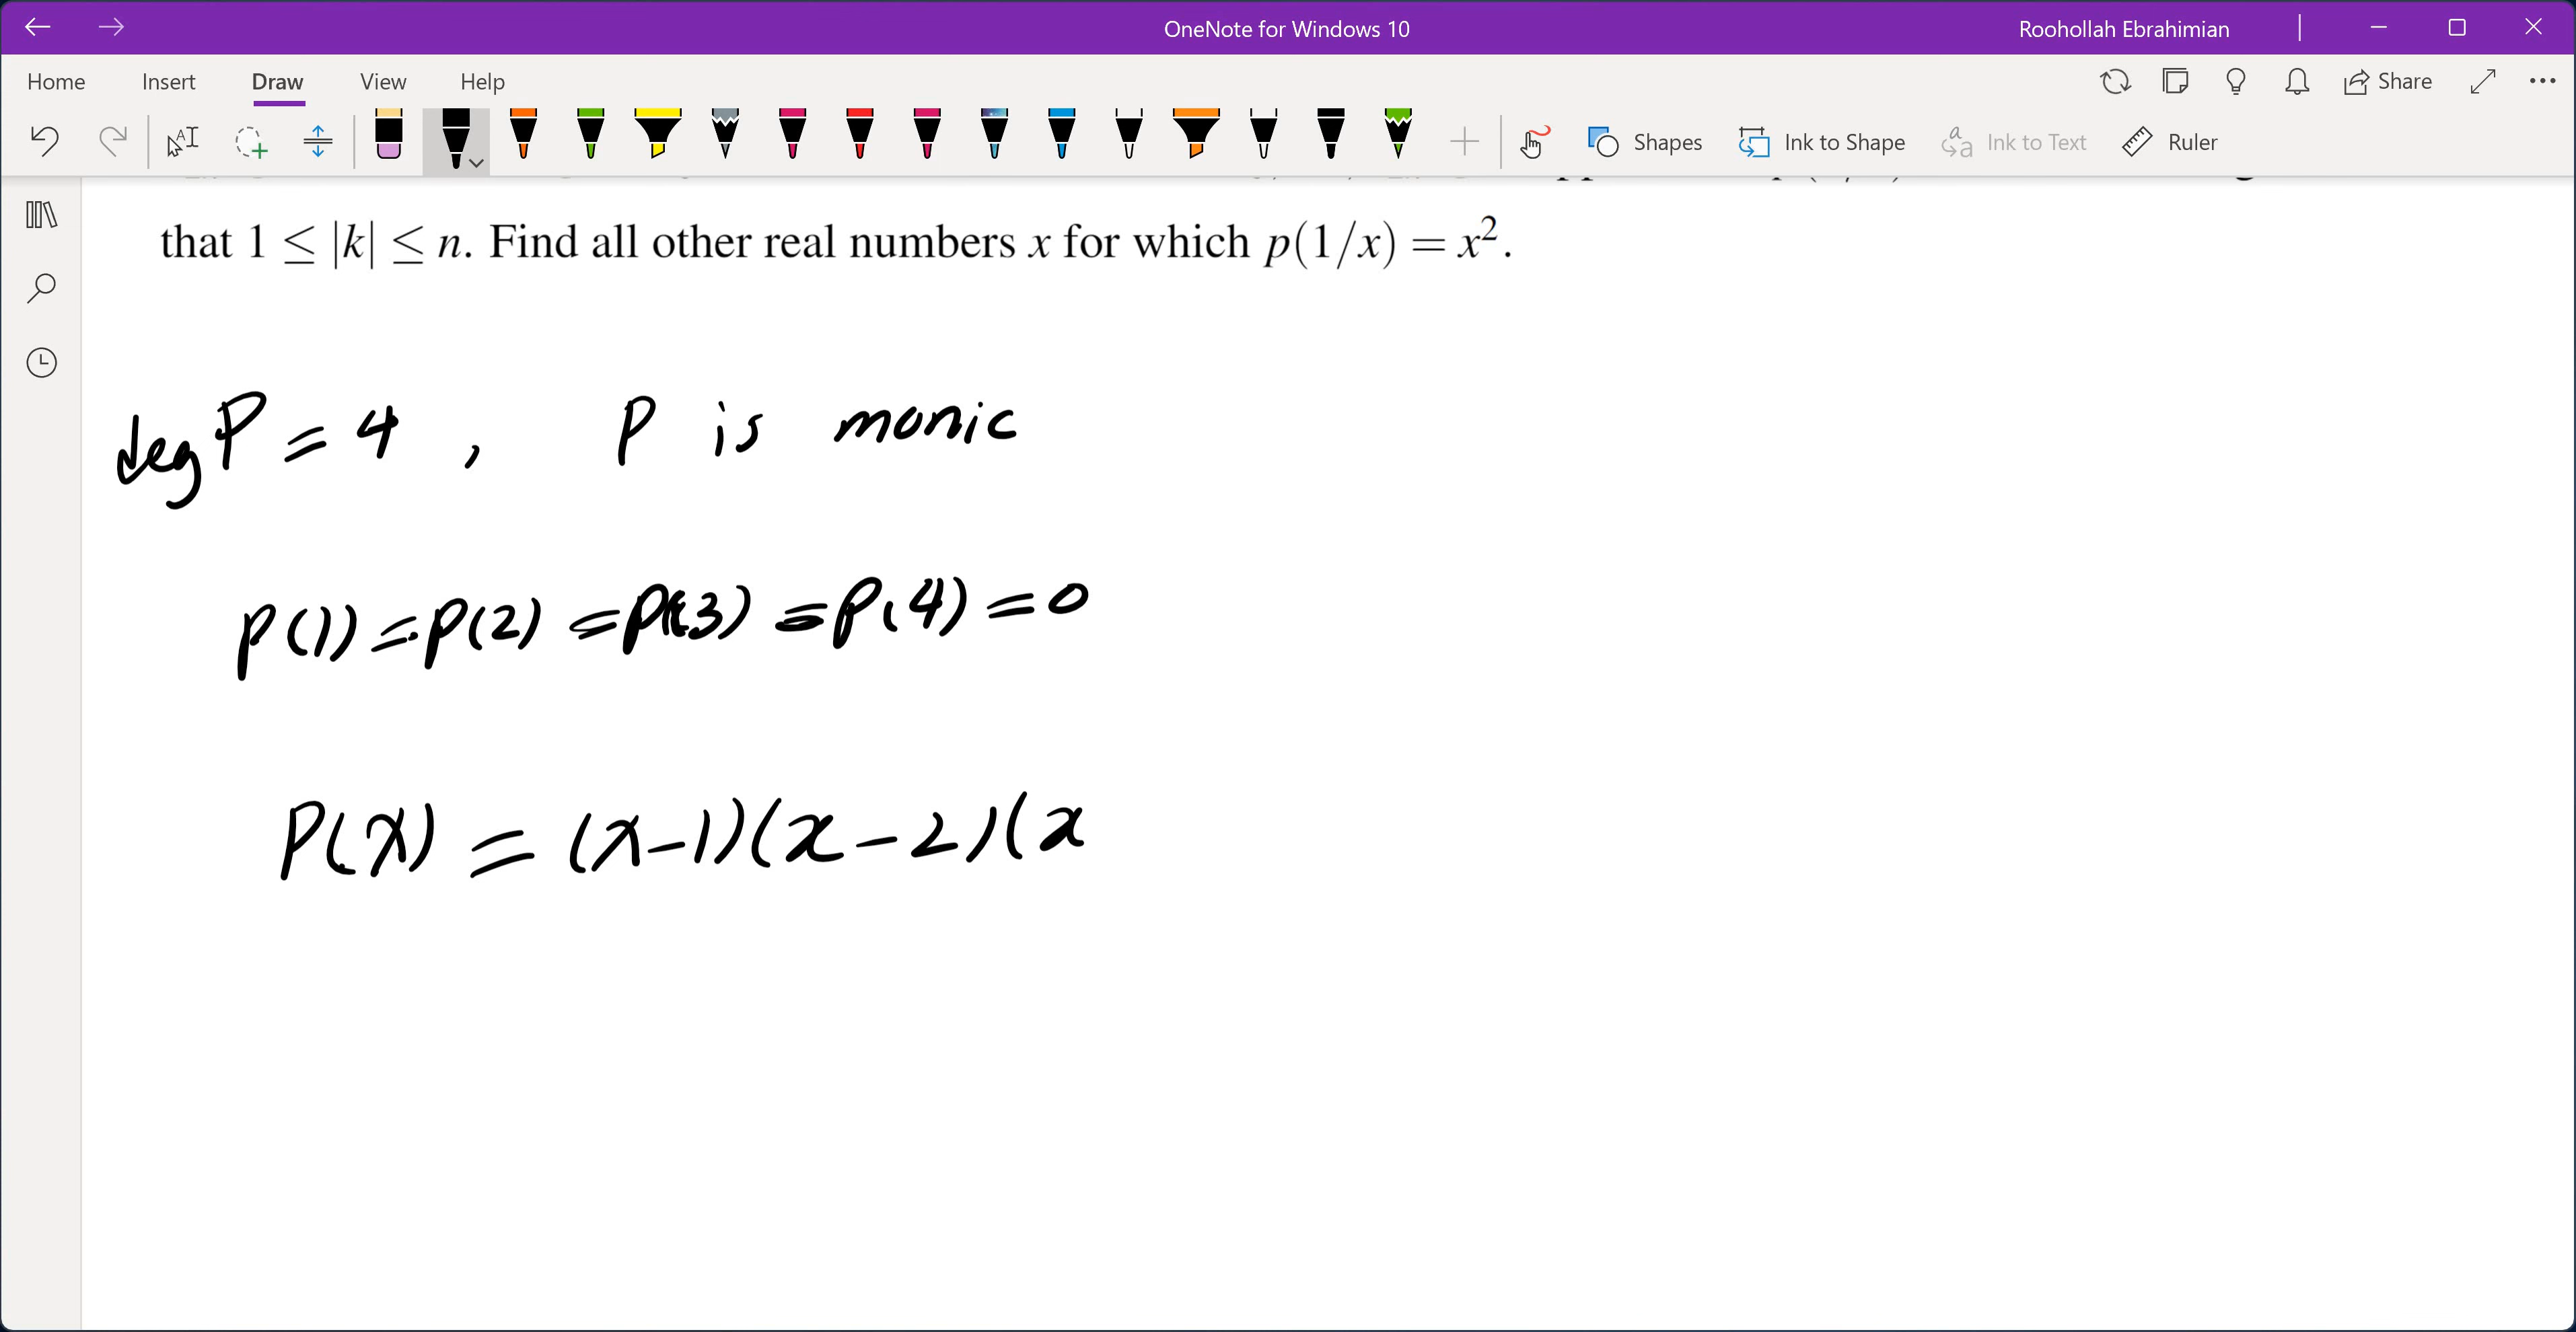 OneNote for Windows 10
Roohollah Ebrahimian
Home Insert Draw View Help
Share
Shapes Ink to Shape Ink to Text Ruler
that 1 ≤ |k| ≤ n. Find all other real numbers x for which p(1/x) = x².
deg P = 4 , P is monic
P(1) = P(2) = P(3) = P(4) = 0
P(x) = (x-1)(x-2)(x